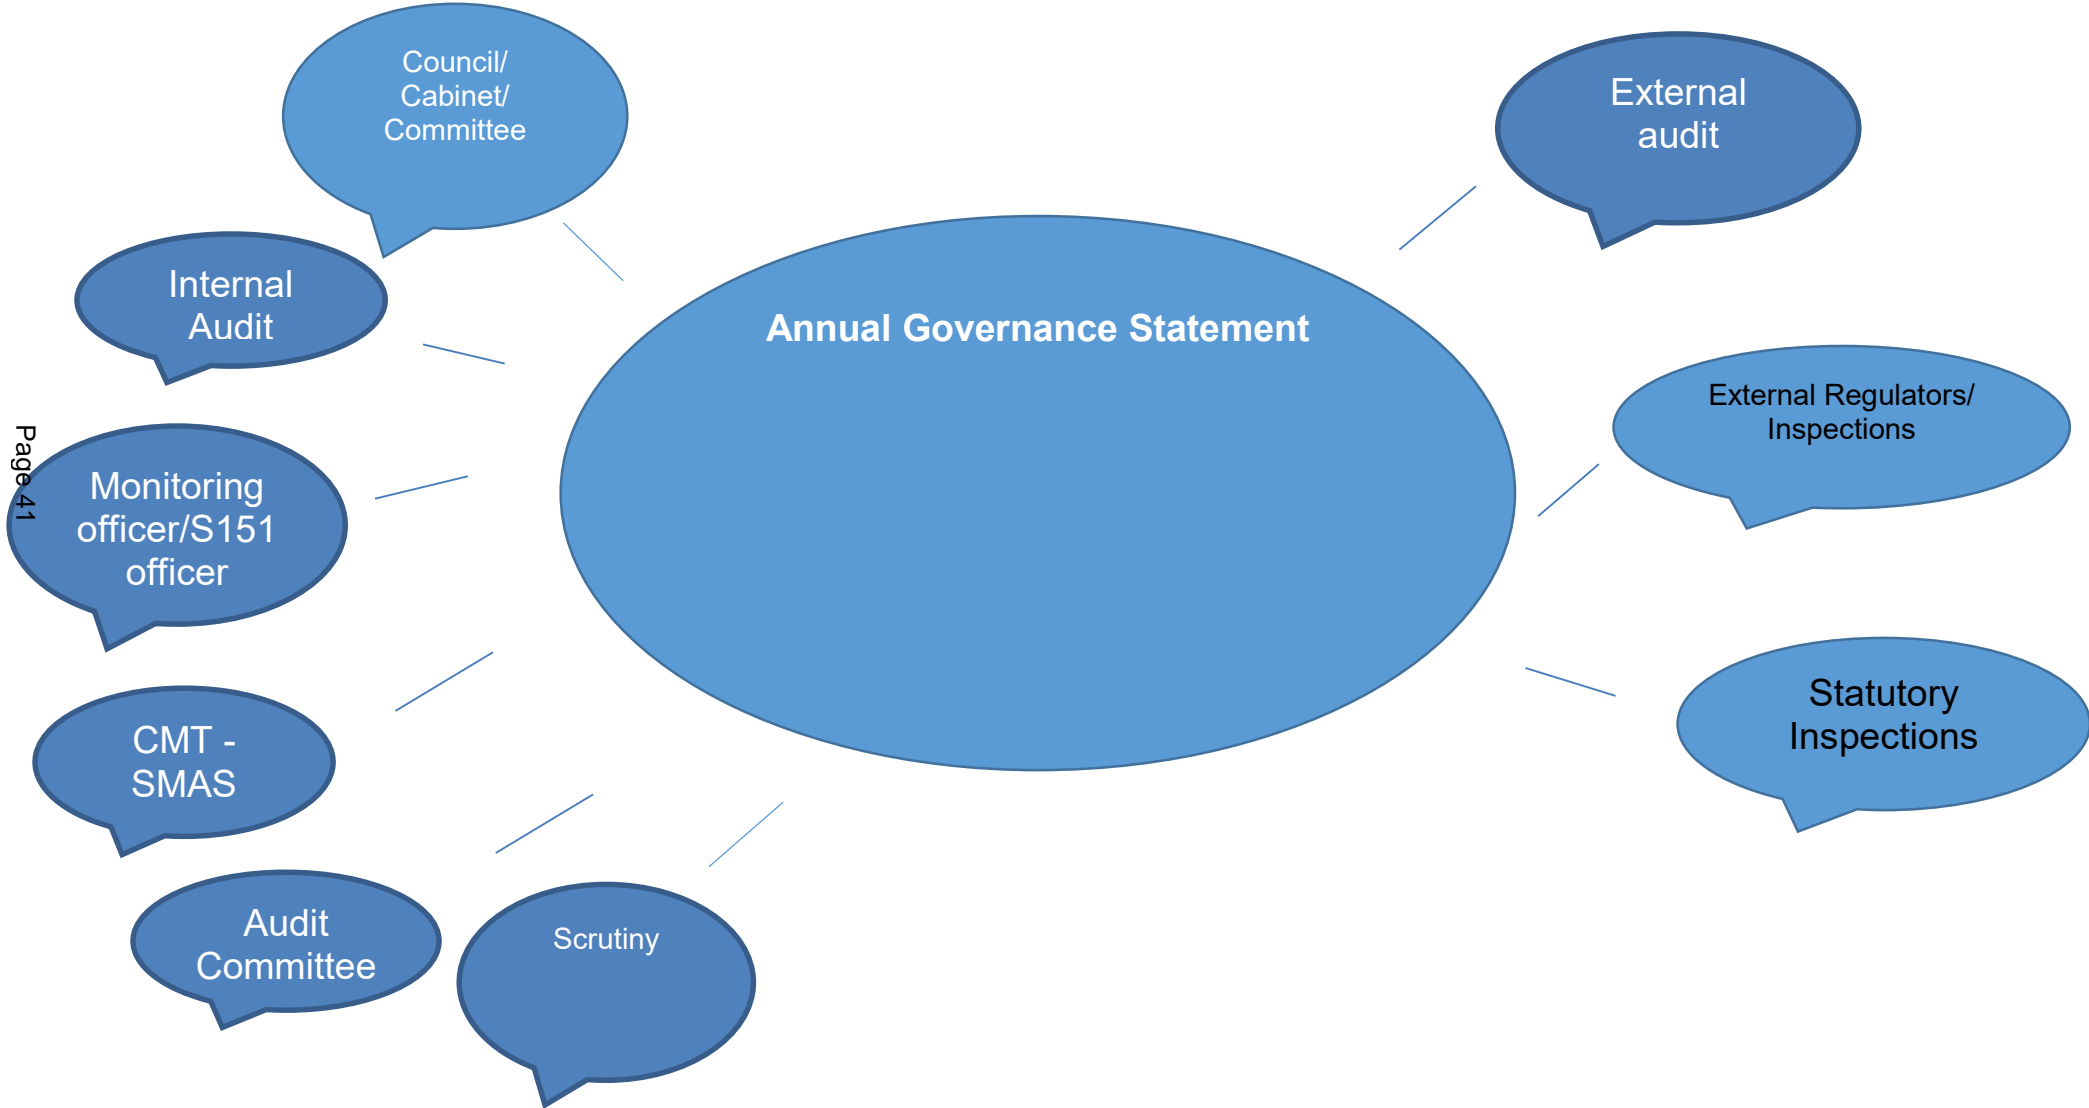 Council/
Cabinet/
Committee
External
audit
Internal
Audit
Annual Governance Statement
External Regulators/
Inspections
Page 41
Monitoring
officer/S151
officer
Statutory
Inspections
CMT -
SMAS
Audit
Committee
Scrutiny